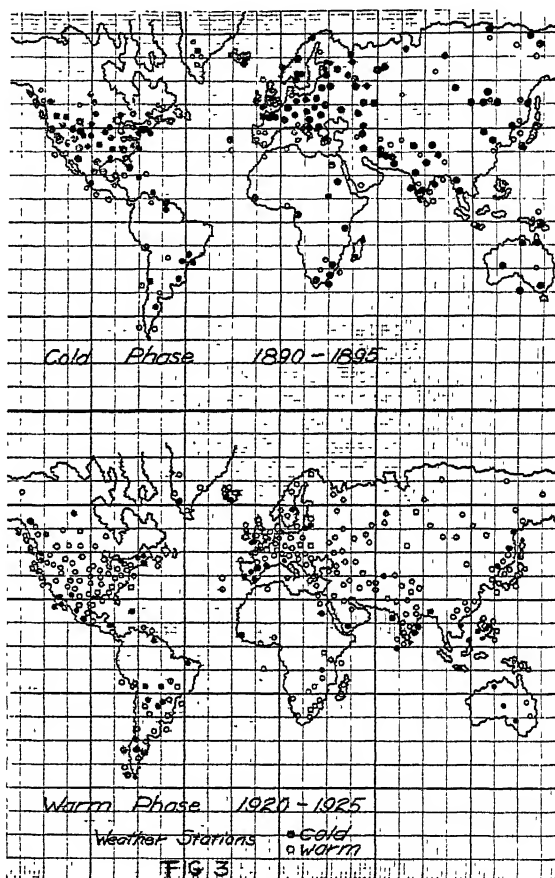 Cold Phase 1890-1895
Warm Phase 1920-1925
Weather Stations cold
warm
FIG 3